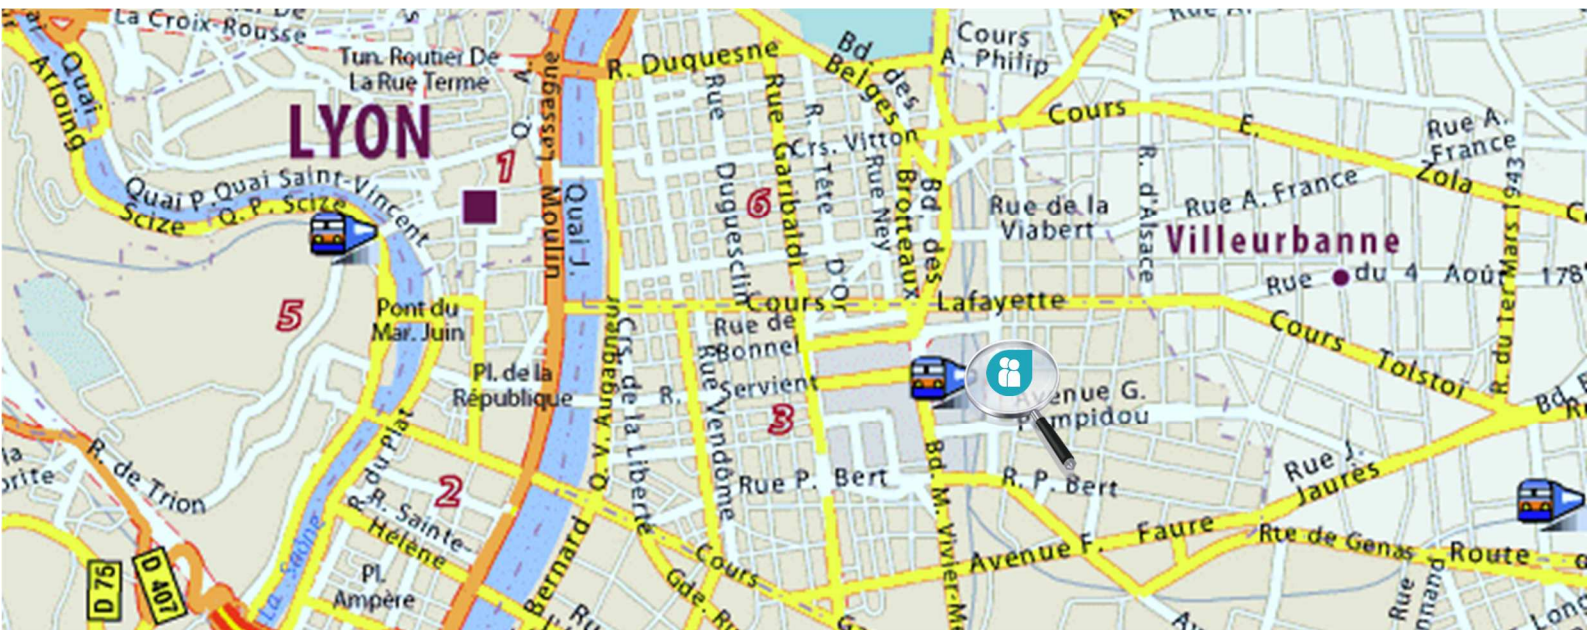 La Croix-Rousse
Tun. Routier De
La Rue Terme
R. Duquesne
Bd. des
Belges
Cours
A. Philip
Quai
Arloing
LYON
1
Q. A.
Lassagne
Moulin
Quai J.
Rue
Duguesclin
Rue
Garibaldi
R.
Tête
D'Or
Crs. Vitton
Rue Ney
Brotteaux
Bd. des
Cours
E.
Zola
Rue A.
France
Rue A. France
R. d'Alsace
Rue de la
Viabert
Villeurbanne
Rue du 4 Août 178
R. du 1er Mars 1943
Quai P.
Scize
Quai Saint-Vincent
Q. P. Scize
6
5
Pont du
Mar. Juin
Pl. de la
République
Cours Lafayette
Cours Tolstoï
Rue de
Bonnel
R. Servient
3
Rue Vendôme
Crs. de la Liberté
Q. V. Augagneur
Avenue G.
Pompidou
Rue P. Bert
R. P. Bert
Bd. M. Vivier-Me
Rue J.
Jaurès
R. de Trion
R. du Plat
2
R. Sainte-
Hélène
Pl.
Ampère
La Saône
D 75
D 407
Bernard
Cours
Gde. Ru
Avenue F. Faure
Rte de Genas
Route
Rue
Long